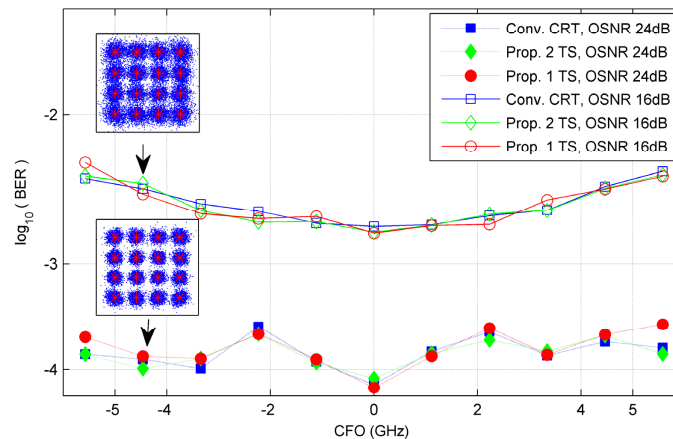 Conv. CRT, OSNR 24dB
Prop. 2 TS, OSNR 24dB
Prop. 1 TS, OSNR 24dB
Conv. CRT, OSNR 16dB
Prop. 2 TS, OSNR 16dB
Prop. 1 TS, OSNR 16dB
log10 ( BER)
-2
-3
-4
-5
-4
-2
0
2
4
5
CFO (GHz)